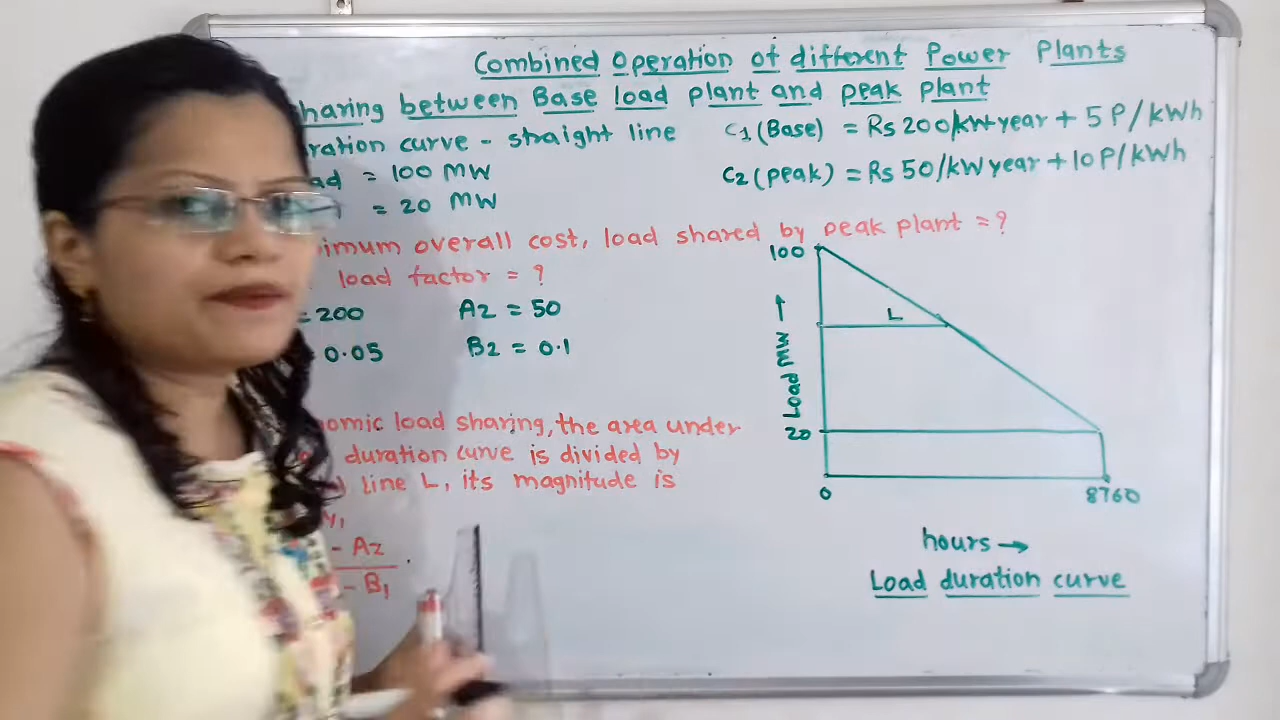 Combined Operation of different Power Plants
haring between Base load plant and peak plant
ration curve - straight line
C1 (Base) = Rs 200/kw year + 5 P/kWh
ad = 100 MW
C2 (peak) = Rs 50/kW year + 10 P/kWh
= 20 MW
imum overall cost, load shared by peak plant = ?
load factor = ?
= 200 A2 = 50
0.05 B2 = 0.1
omic load sharing, the area under
duration curve is divided by
line L, its magnitude is
- A2
- B1
100
L
Load MW →
20
0 8760
hours →
Load duration curve